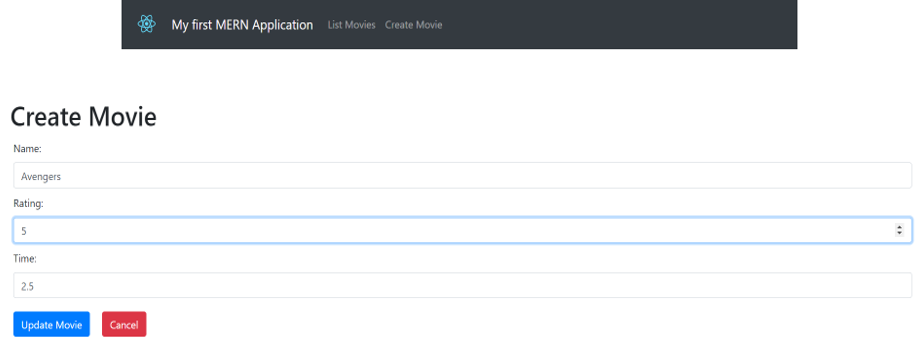 My first MERN Application List Movies Create Movie
Create Movie
Name:
Avengers
Rating:
5
Time:
2.5
Update Movie Cancel